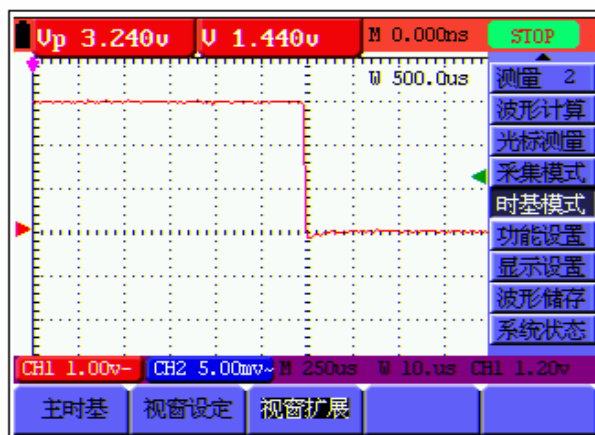 Vp 3.240v V 1.440v M 0.000ns STOP
W 500.0us
测量 2
波形计算
光标测量
采集模式
时基模式
功能设置
显示设置
波形储存
系统状态
CH1 1.00v- CH2 5.00mv~ M 250us W 10.us CH1 1.20v
主时基 视窗设定 视窗扩展